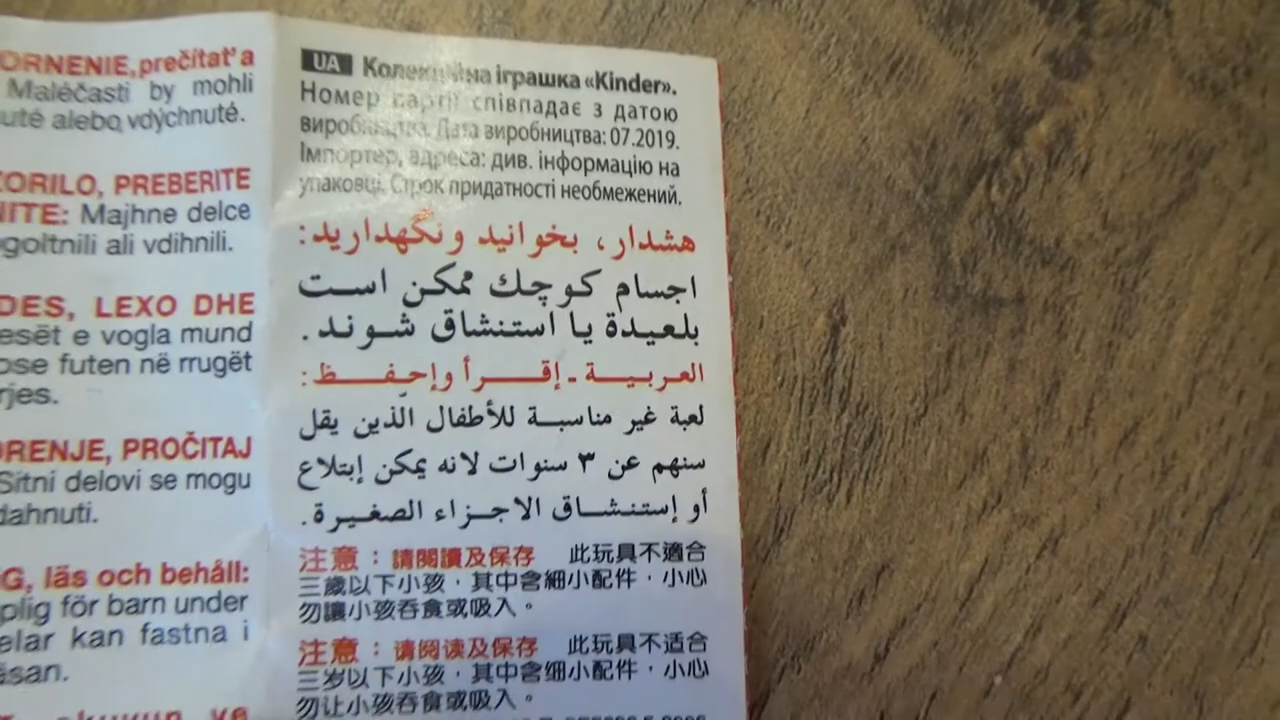 ORNENIE, prečítat' a
Maléčasti by mohli
uté alebo vdýchnuté.
ZORILO, PREBERITE
NITE: Majhne delce
goltnili ali vdihnili.
DES, LEXO DHE
esët e vogla mund
ose futen në rrugët
rjes.
ORENJE, PROČITAJ
Sitni delovi se mogu
dahnuti.
G, läs och behåll:
plig för barn under
elar kan fastna i
äsan.
UA Колекційна іграшка «Kinder».
Номер партії співпадає з датою
виробництва. Дата виробництва: 07.2019.
Імпортер, адреса: див. інформацію на
упаковці. Строк придатності необмежений.
هشدار، بخوانید ونگهدارید:
اجسام کوچك ممکن است
بلعیدة یا استنشاق شوند.
العربية - إقرأ وإحفظ:
لعبة غير مناسبة للأطفال الّذين يقل
سنهم عن ٣ سنوات لانه يمكن إبتلاع
أو إستنشاق الاجزاء الصغيرة.
注意：請閱讀及保存 此玩具不適合
三歲以下小孩，其中含細小配件，小心
勿讓小孩吞食或吸入。
注意：请阅读及保存 此玩具不适合
三岁以下小孩，其中含细小配件，小心
勿让小孩吞食或吸入。